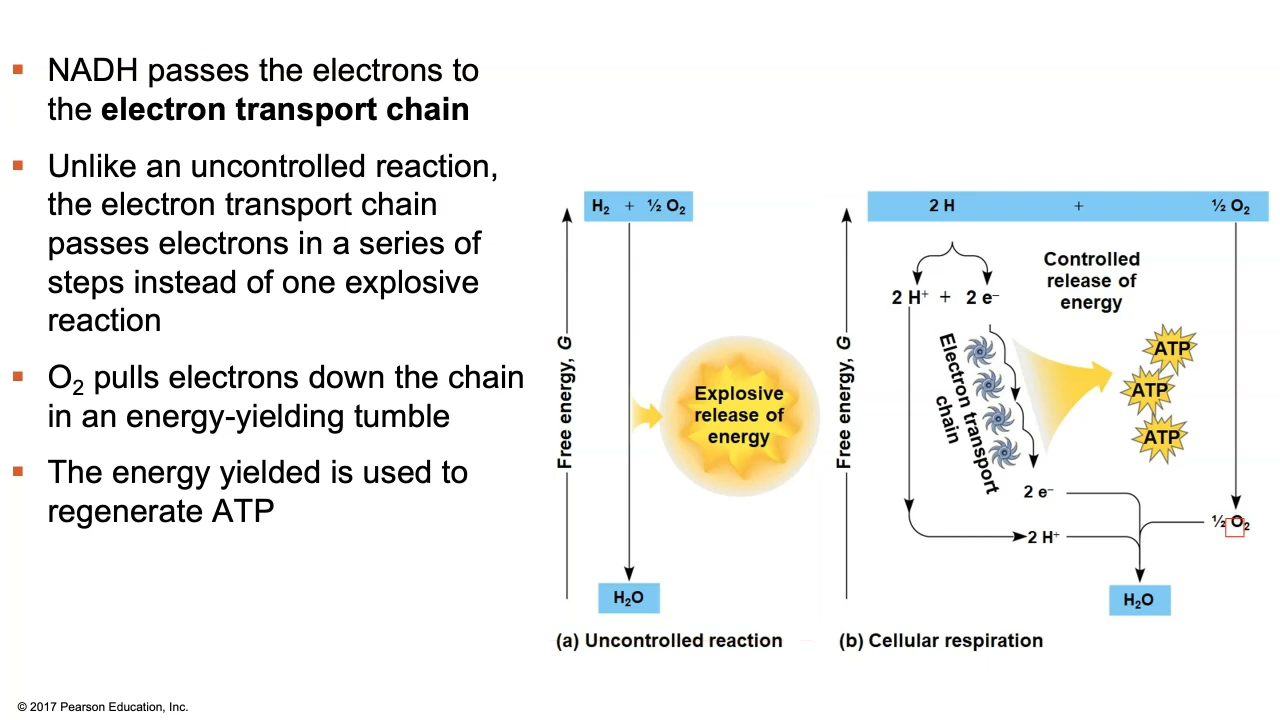 NADH passes the electrons to
the electron transport chain
Unlike an uncontrolled reaction,
the electron transport chain
passes electrons in a series of
steps instead of one explosive
reaction
O₂ pulls electrons down the chain
in an energy-yielding tumble
The energy yielded is used to
regenerate ATP
H₂ + ½ O₂
Free energy, G
Explosive
release of
energy
H₂O
(a) Uncontrolled reaction
2 H + ½ O₂
Free energy, G
2 H⁺ + 2 e⁻
Controlled
release of
energy
Electron transport
chain
ATP
ATP
ATP
2 e⁻
½ O₂
2 H⁺
H₂O
(b) Cellular respiration
© 2017 Pearson Education, Inc.